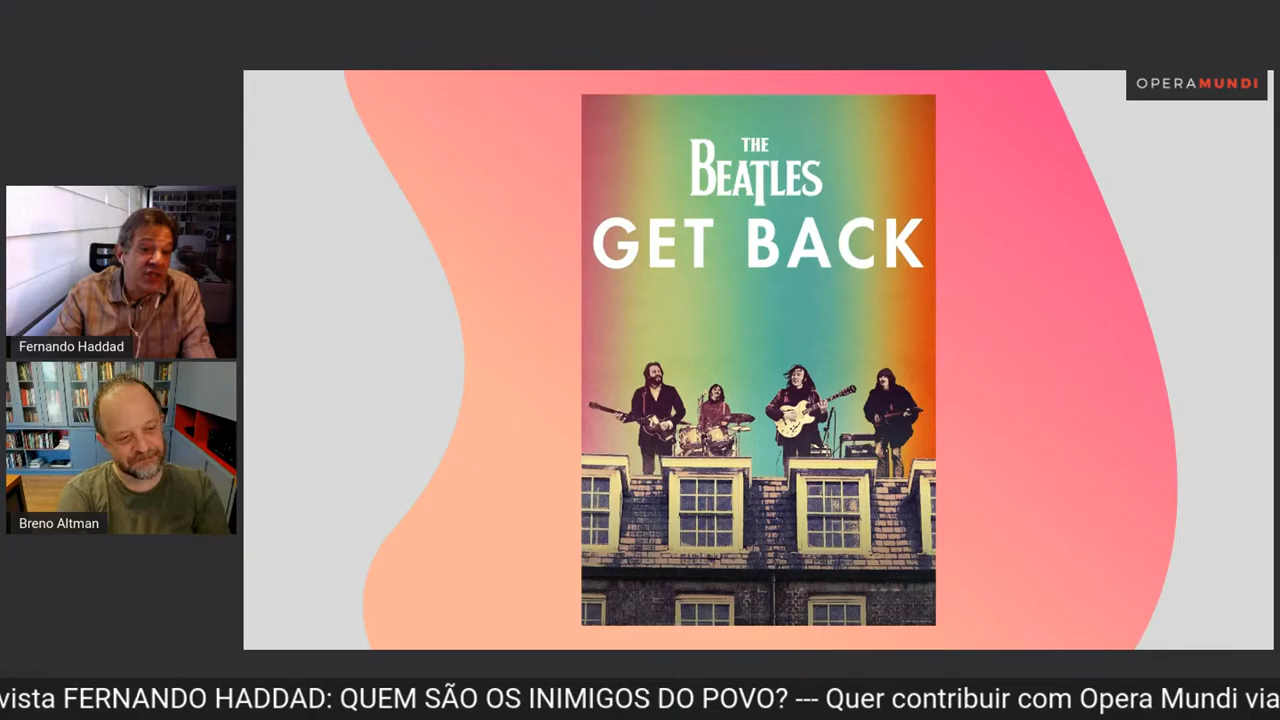 OPERAMUNDI
THE
BEATLES
GET BACK
Fernando Haddad
Breno Altman
vista FERNANDO HADDAD: QUEM SÃO OS INIMIGOS DO POVO? --- Quer contribuir com Opera Mundi via